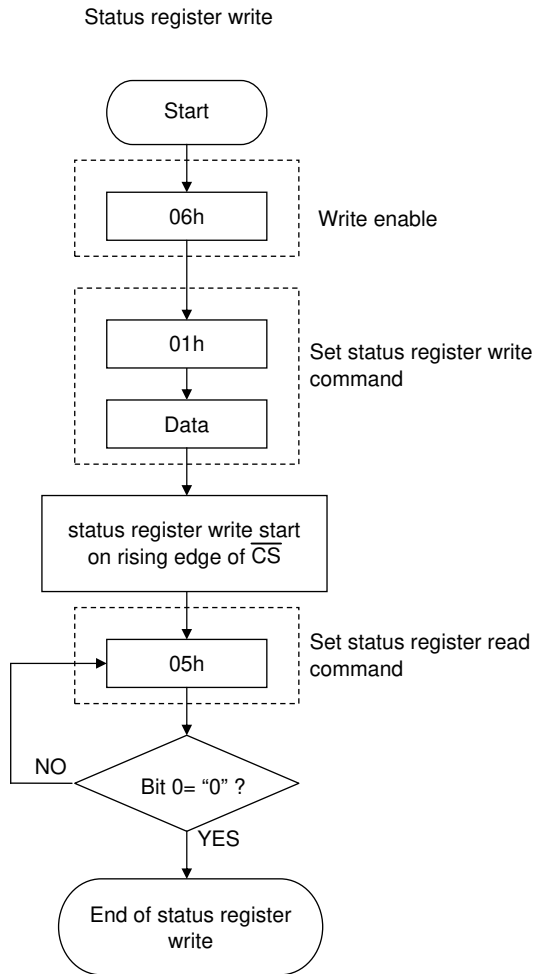 Status register write
Start
06h
Write enable
01h
Set status register write
command
Data
status register write start
on rising edge of C̅S̅
05h
Set status register read
command
NO
Bit 0= “0” ?
YES
End of status register
write